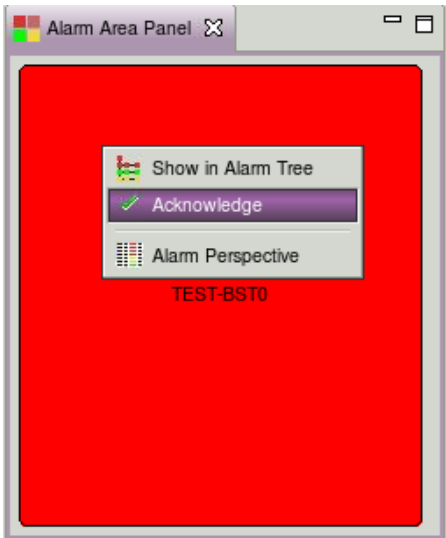 Alarm Area Panel
Show in Alarm Tree
Acknowledge
Alarm Perspective
TEST-BST0